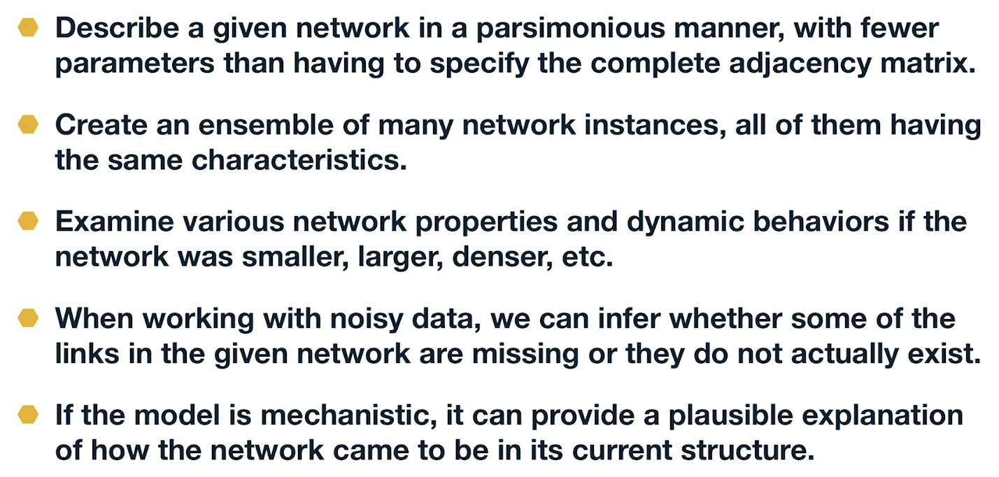 Describe a given network in a parsimonious manner, with fewer
parameters than having to specify the complete adjacency matrix.
Create an ensemble of many network instances, all of them having
the same characteristics.
Examine various network properties and dynamic behaviors if the
network was smaller, larger, denser, etc.
When working with noisy data, we can infer whether some of the
links in the given network are missing or they do not actually exist.
If the model is mechanistic, it can provide a plausible explanation
of how the network came to be in its current structure.